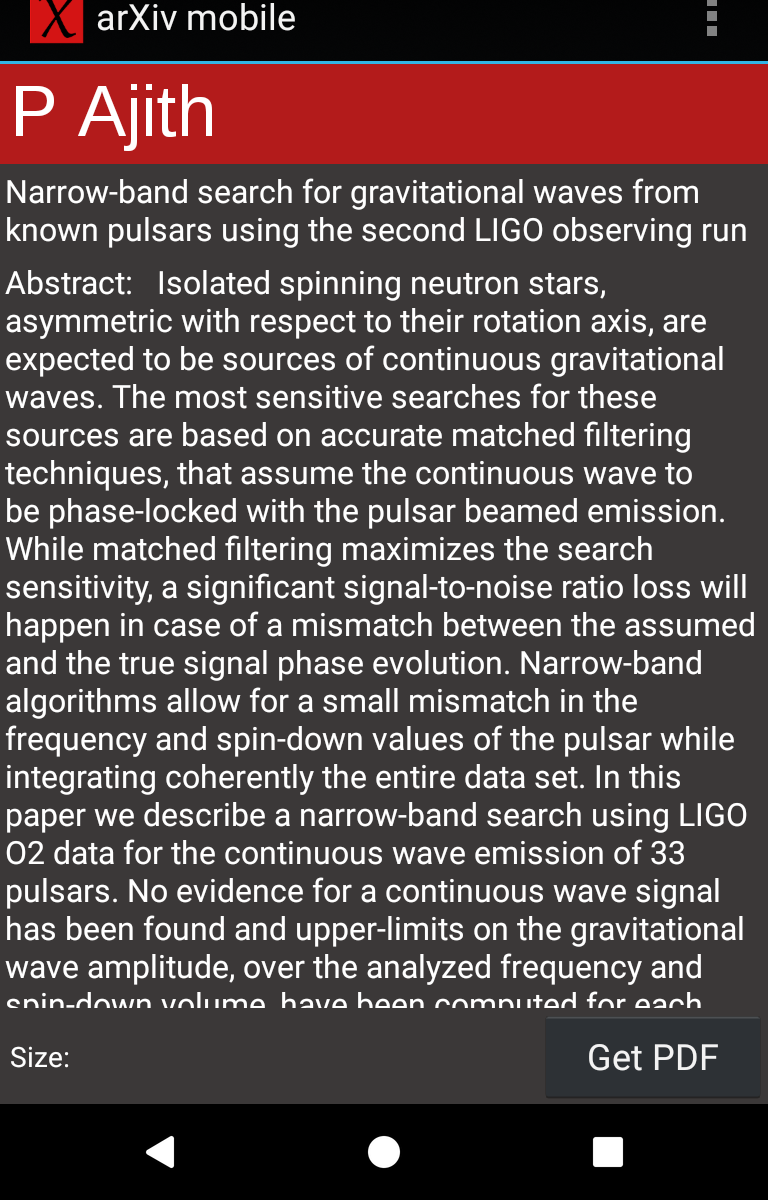 arXiv mobile
P Ajith
Narrow-band search for gravitational waves from
known pulsars using the second LIGO observing run
Abstract: Isolated spinning neutron stars,
asymmetric with respect to their rotation axis, are
expected to be sources of continuous gravitational
waves. The most sensitive searches for these
sources are based on accurate matched filtering
techniques, that assume the continuous wave to
be phase-locked with the pulsar beamed emission.
While matched filtering maximizes the search
sensitivity, a significant signal-to-noise ratio loss will
happen in case of a mismatch between the assumed
and the true signal phase evolution. Narrow-band
algorithms allow for a small mismatch in the
frequency and spin-down values of the pulsar while
integrating coherently the entire data set. In this
paper we describe a narrow-band search using LIGO
O2 data for the continuous wave emission of 33
pulsars. No evidence for a continuous wave signal
has been found and upper-limits on the gravitational
wave amplitude, over the analyzed frequency and
spin-down volume, have been computed for each
Size:
Get PDF